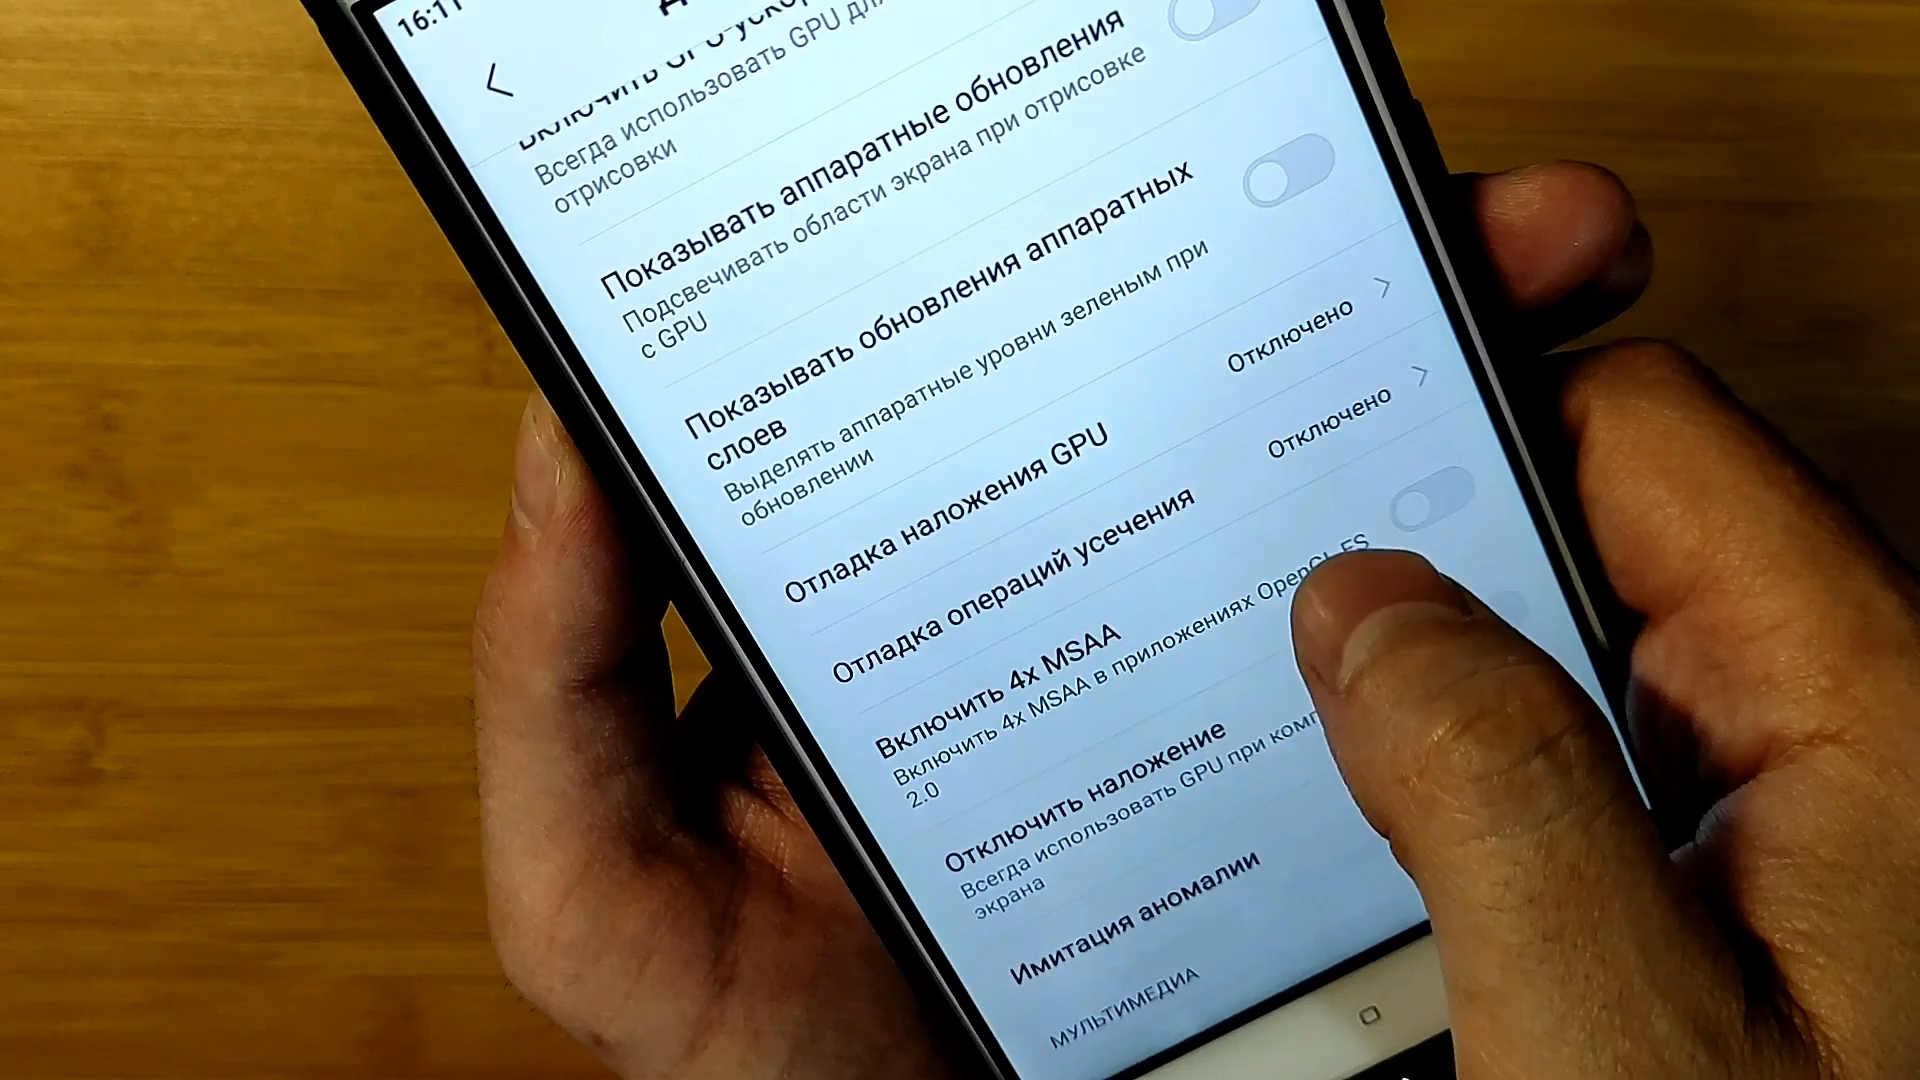 16:11
Всегда использовать GPU для
отрисовки
Показывать аппаратные обновления
Подсвечивать области экрана при отрисовке
с GPU
Показывать обновления аппаратных
слоев
Выделять аппаратные уровни зеленым при
обновлении
Отладка наложения GPU
Отключено
Отладка операций усечения
Отключено
Включить 4x MSAA
Включить 4x MSAA в приложениях OpenGL ES
2.0
Отключить наложение
Всегда использовать GPU при
экрана
Имитация аномалии
МУЛЬТИМЕДИА